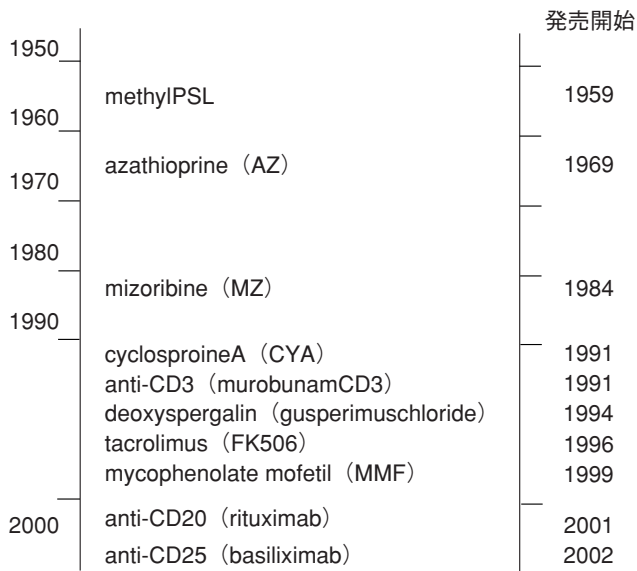 発売開始
1950
methylPSL 1959
1960
azathioprine（AZ） 1969
1970
1980
mizoribine（MZ） 1984
1990
cyclosproineA（CYA） 1991
anti-CD3（murobunamCD3） 1991
deoxyspergalin（gusperimuschloride） 1994
tacrolimus（FK506） 1996
mycophenolate mofetil（MMF） 1999
2000 anti-CD20（rituximab） 2001
anti-CD25（basiliximab） 2002